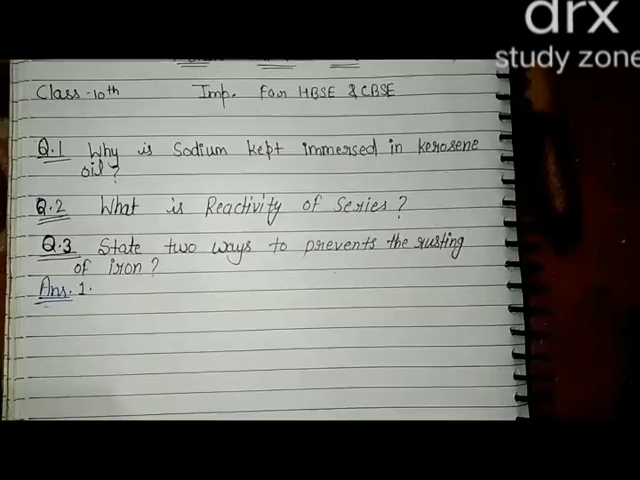 drx
study zone
Class-10th Imp. For HBSE & CBSE
Q.1 Why is Sodium kept immersed in kerosene
oil?
Q.2 What is Reactivity of Series?
Q.3 State two ways to prevents the rusting
of iron?
Ans. 1.